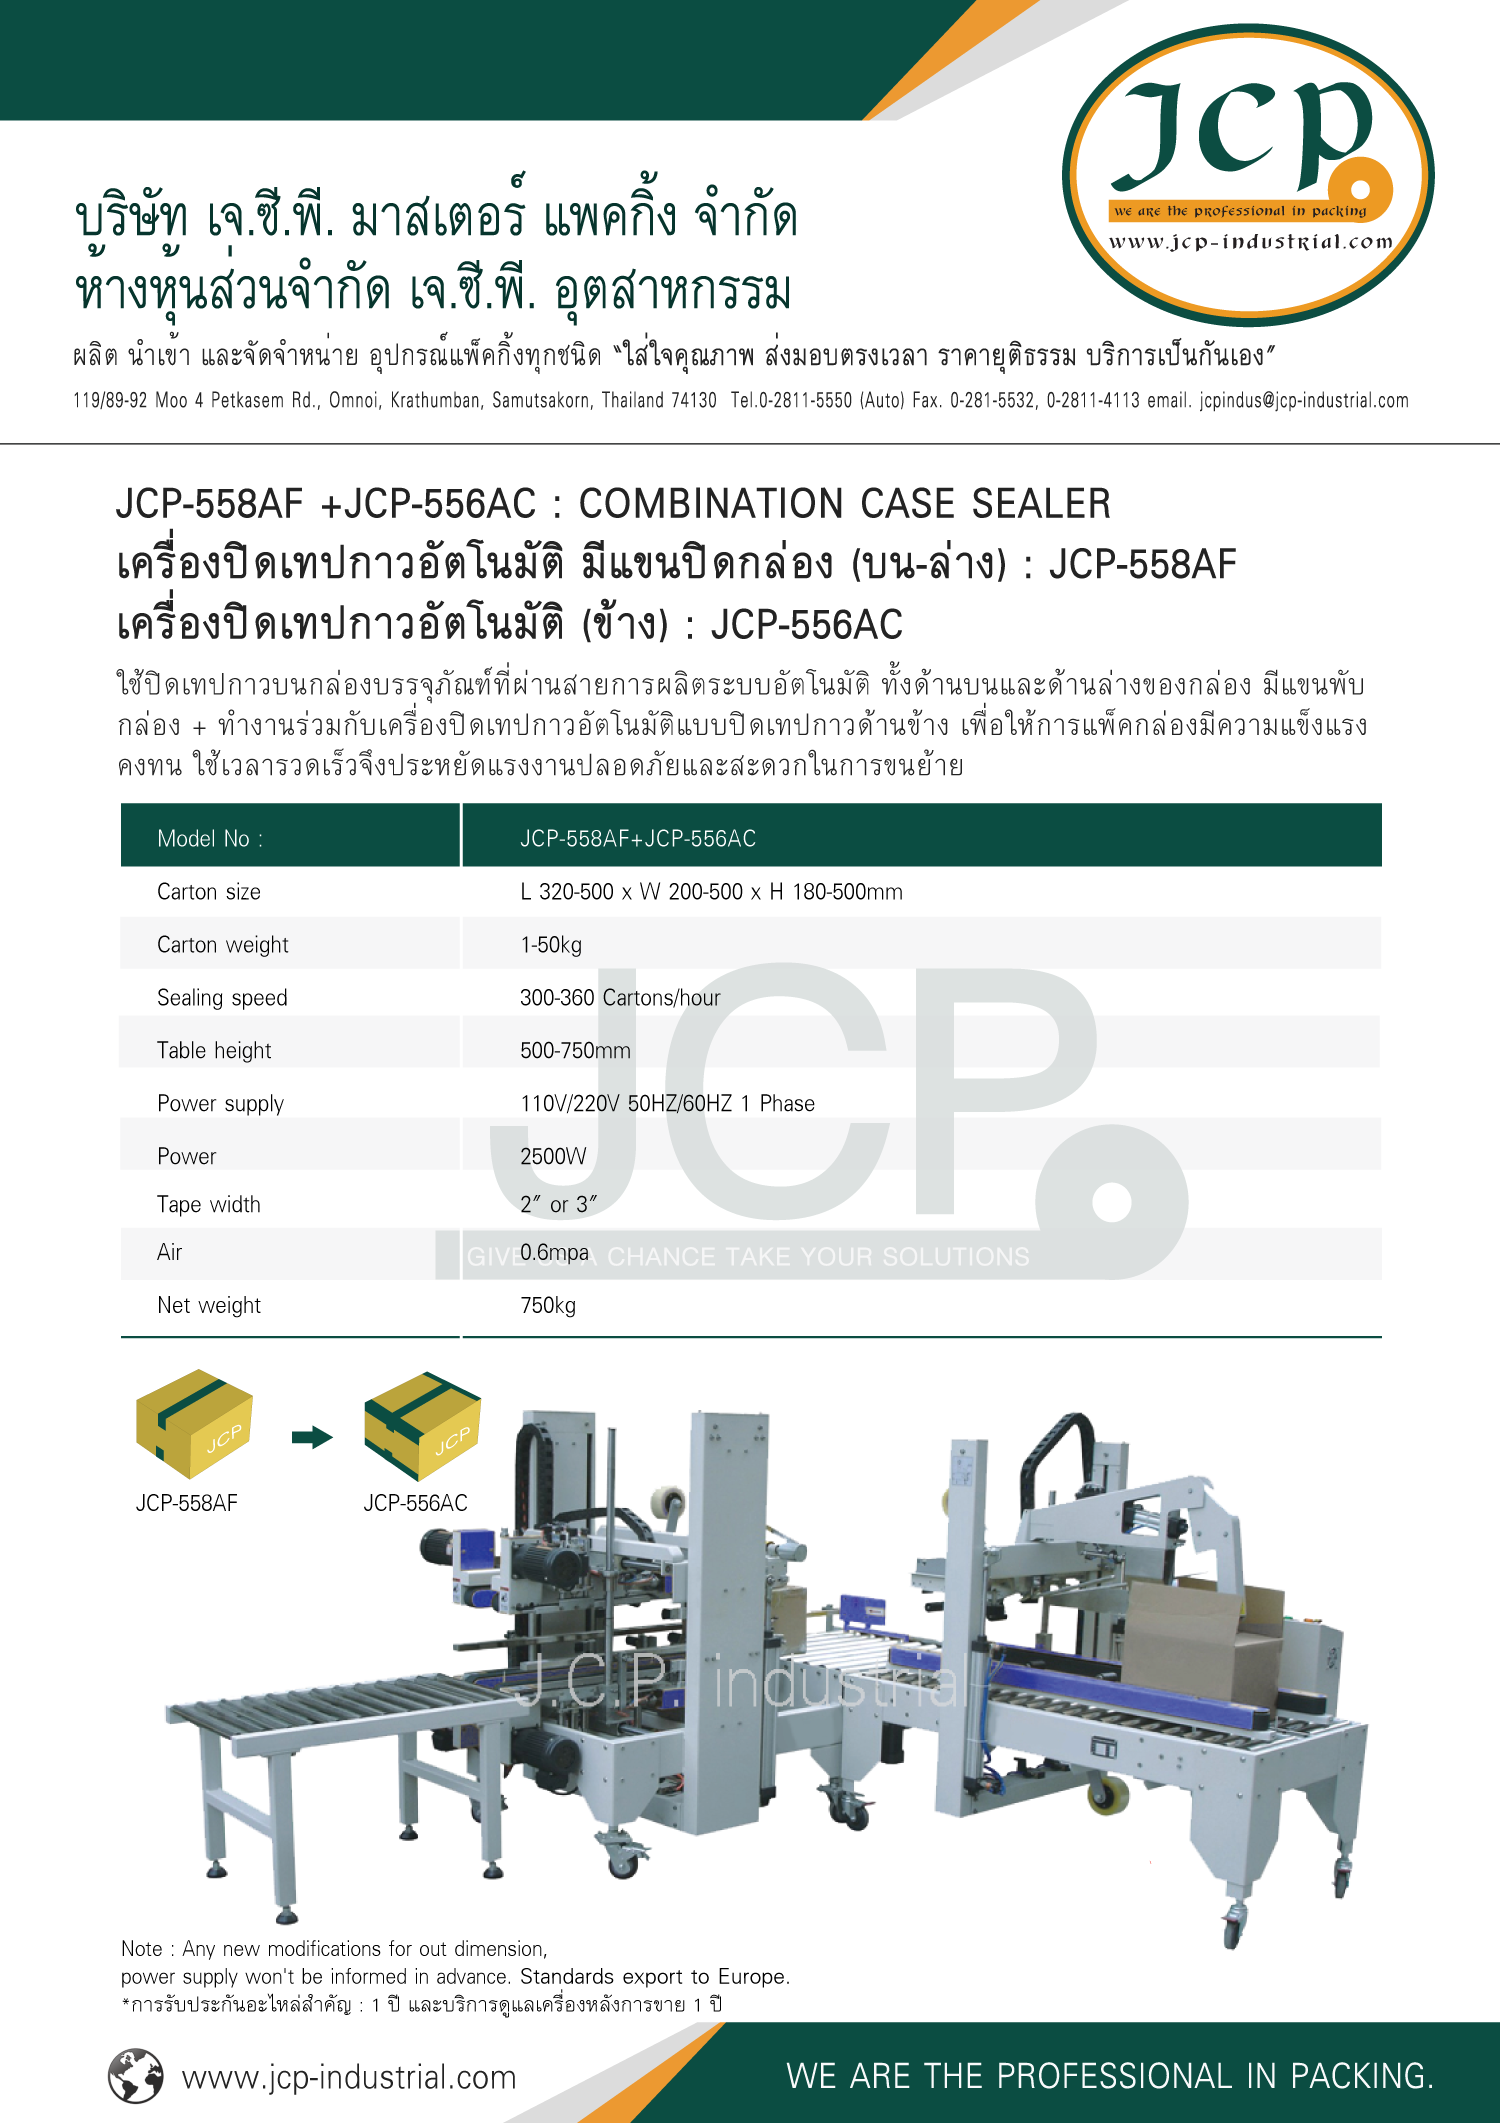 JCP
we are the professional in packing
www.jcp-industrial.com
บริษัท เจ.ซี.พี. มาสเตอร์ แพคกิ้ง จำกัด
ห้างหุ้นส่วนจำกัด เจ.ซี.พี. อุตสาหกรรม
ผลิต นำเข้า และจัดจำหน่าย อุปกรณ์แพ็คกิ้งทุกชนิด “ใส่ใจคุณภาพ ส่งมอบตรงเวลา ราคายุติธรรม บริการเป็นกันเอง”
119/89-92 Moo 4 Petkasem Rd., Omnoi, Krathumban, Samutsakorn, Thailand 74130 Tel.0-2811-5550 (Auto) Fax. 0-281-5532, 0-2811-4113 email. jcpindus@jcp-industrial.com
JCP-558AF +JCP-556AC : COMBINATION CASE SEALER
เครื่องปิดเทปกาวอัตโนมัติ มีแขนปิดกล่อง (บน-ล่าง) : JCP-558AF
เครื่องปิดเทปกาวอัตโนมัติ (ข้าง) : JCP-556AC
ใช้ปิดเทปกาวบนกล่องบรรจุภัณฑ์ที่ผ่านสายการผลิตระบบอัตโนมัติ ทั้งด้านบนและด้านล่างของกล่อง มีแขนพับ
กล่อง + ทำงานร่วมกับเครื่องปิดเทปกาวอัตโนมัติแบบปิดเทปกาวด้านข้าง เพื่อให้การแพ็คกล่องมีความแข็งแรง
คงทน ใช้เวลารวดเร็วจึงประหยัดแรงงานปลอดภัยและสะดวกในการขนย้าย
Model No : JCP-558AF+JCP-556AC
Carton size L 320-500 x W 200-500 x H 180-500mm
Carton weight 1-50kg
Sealing speed 300-360 Cartons/hour
Table height 500-750mm
Power supply 110V/220V 50HZ/60HZ 1 Phase
Power 2500W
Tape width 2″ or 3″
Air 0.6mpa
Net weight 750kg
JCP
GIVE US A CHANCE TAKE YOUR SOLUTIONS
JCP
JCP
JCP-558AF
JCP-556AC
J.C.P. industrial
Note : Any new modifications for out dimension,
power supply won't be informed in advance. Standards export to Europe.
*การรับประกันอะไหล่สำคัญ : 1 ปี และบริการดูแลเครื่องหลังการขาย 1 ปี
www.jcp-industrial.com
WE ARE THE PROFESSIONAL IN PACKING.